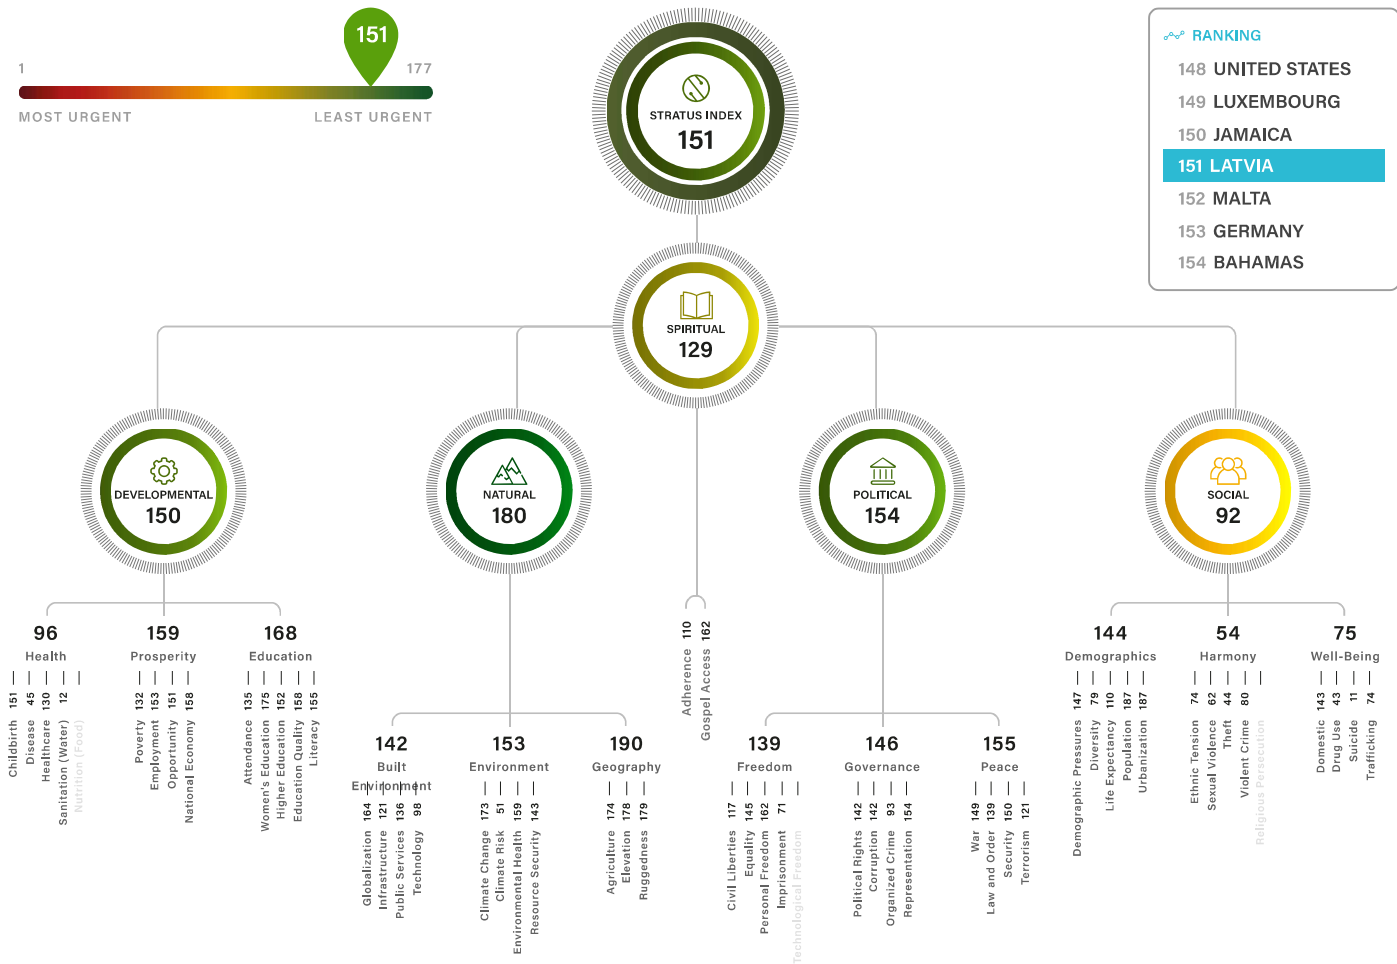 151
1
177
MOST URGENT
LEAST URGENT
STRATUS INDEX
151
RANKING
148 UNITED STATES
149 LUXEMBOURG
150 JAMAICA
151 LATVIA
152 MALTA
153 GERMANY
154 BAHAMAS
SPIRITUAL
129
DEVELOPMENTAL
150
NATURAL
180
POLITICAL
154
SOCIAL
92
96
Health
Childbirth 151
Disease 45
Healthcare 130
Sanitation (Water) 12
Nutrition (Food)
159
Prosperity
Poverty 132
Employment 153
Opportunity 151
National Economy 158
168
Education
Attendance 135
Women's Education 175
Higher Education 152
Education Quality 158
Literacy 155
142
Built
Environment
Globalization 164
Infrastructure 121
Public Services 136
Technology 98
153
Environment
Climate Change 173
Climate Risk 51
Environmental Health 159
Resource Security 143
190
Geography
Agriculture 174
Elevation 178
Ruggedness 179
Adherence 110
Gospel Access 162
139
Freedom
Civil Liberties 117
Equality 145
Personal Freedom 162
Imprisonment 71
Technological Freedom
146
Governance
Political Rights 142
Corruption 142
Organized Crime 93
Representation 154
155
Peace
War 149
Law and Order 139
Security 150
Terrorism 121
144
Demographics
Demographic Pressures 147
Diversity 79
Life Expectancy 110
Population 187
Urbanization 187
54
Harmony
Ethnic Tension 74
Sexual Violence 62
Theft 44
Violent Crime 80
Religious Persecution
75
Well-Being
Domestic 143
Drug Use 43
Suicide 11
Trafficking 74